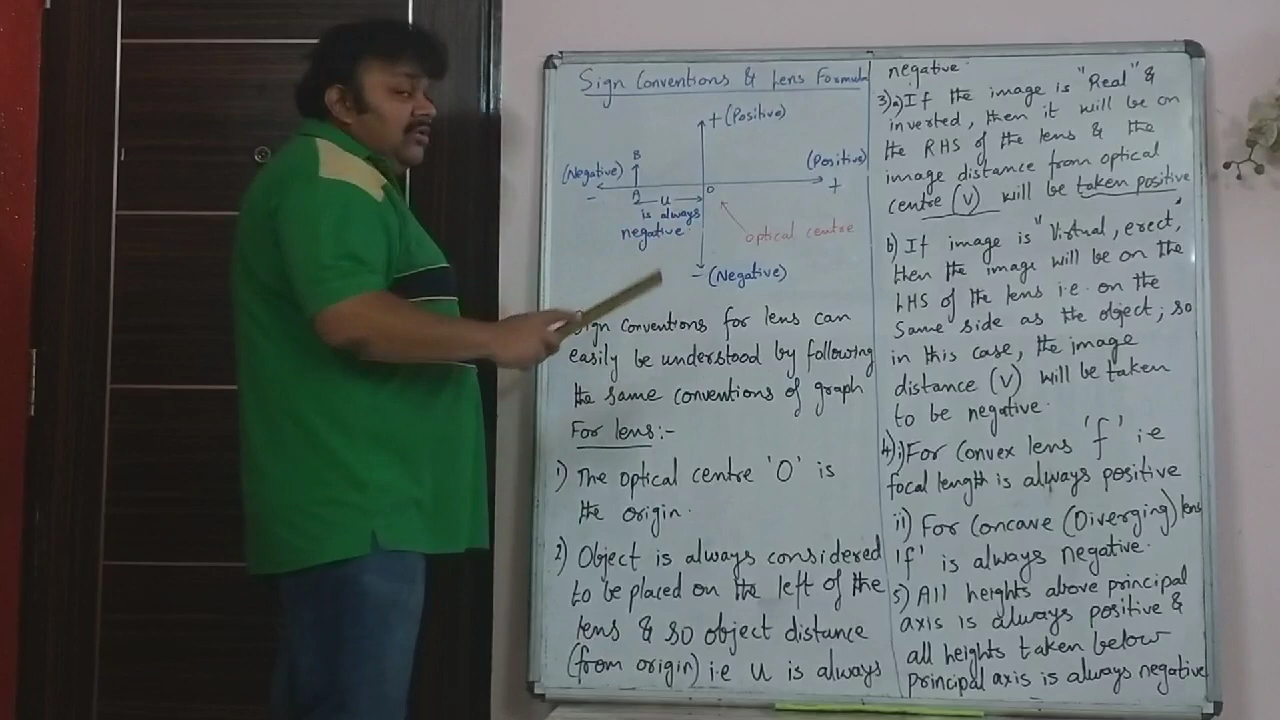 Sign Conventions & Lens Formula
+ (Positive)
(Negative)
B
(Positive)
-
+
A
O
u
is always
negative
optical centre
- (Negative)
Sign conventions for lens can
easily be understood by following
the same conventions of graph
For lens:-
1) The optical centre 'O' is
the origin.
2) Object is always considered
to be placed on the left of the
lens & so object distance
(from origin) i.e u is always
negative.
3) a) If the image is "Real" &
inverted, then it will be on
the RHS of the lens & the
image distance from optical
centre (v) will be taken positive
b) If image is "Virtual, erect,"
then the image will be on the
LHS of the lens i.e. on the
same side as the object; so
in this case, the image
distance (v) will be taken
to be negative.
4) i) For Convex lens 'f' i.e
focal length is always positive
ii) For Concave (Diverging) lens
'f' is always negative.
5) All heights above principal
axis is always positive &
all heights taken below
principal axis is always negative